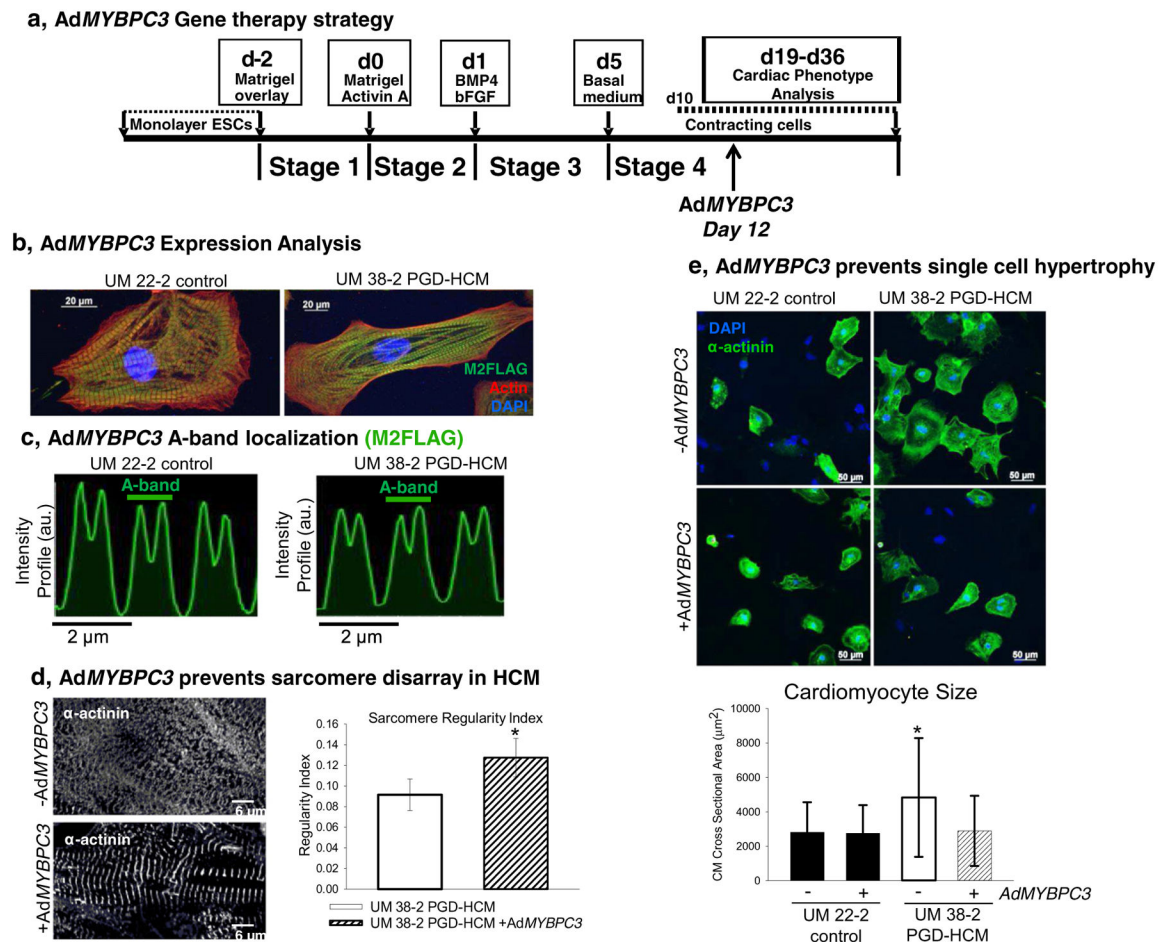 a, AdMYBPC3 Gene therapy strategy
d-2
Matrigel
overlay
d0
Matrigel
Activin A
d1
BMP4
bFGF
d5
Basal
medium
d19-d36
Cardiac Phenotype
Analysis
d10
Monolayer ESCs
Contracting cells
Stage 1
Stage 2
Stage 3
Stage 4
AdMYBPC3
Day 12
b, AdMYBPC3 Expression Analysis
UM 22-2 control
UM 38-2 PGD-HCM
20 µm
20 µm
M2FLAG
Actin
DAPI
c, AdMYBPC3 A-band localization (M2FLAG)
UM 22-2 control
UM 38-2 PGD-HCM
A-band
A-band
Intensity
Profile (au.)
Intensity
Profile (au.)
2 µm
2 µm
d, AdMYBPC3 prevents sarcomere disarray in HCM
-AdMYBPC3
α-actinin
6 µm
+AdMYBPC3
α-actinin
6 µm
Sarcomere Regularity Index
Regularity Index
0.16
0.14
0.12
0.10
0.08
0.06
0.04
0.02
0.00
*
UM 38-2 PGD-HCM
UM 38-2 PGD-HCM +AdMYBPC3
e, AdMYBPC3 prevents single cell hypertrophy
UM 22-2 control
UM 38-2 PGD-HCM
-AdMYBPC3
DAPI
α-actinin
50 µm
50 µm
+AdMYBPC3
50 µm
50 µm
Cardiomyocyte Size
CM Cross Sectional Area (µm2)
10000
8000
6000
4000
2000
0
*
- + - + AdMYBPC3
UM 22-2
control
UM 38-2
PGD-HCM